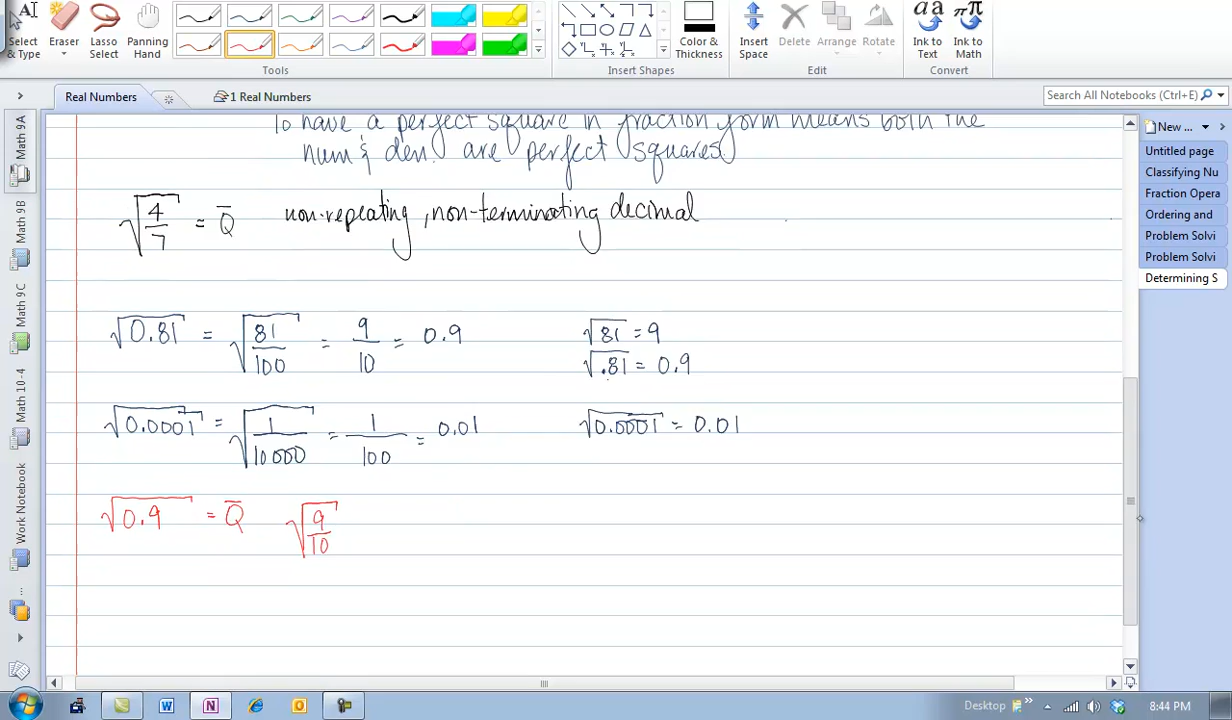 A
Select & Type
Eraser
Lasso Select
Panning Hand
Color & Thickness
Insert Space
Delete
Arrange
Rotate
a a Ink to Text
π π Ink to Math
Tools
Insert Shapes
Edit
Convert
Real Numbers
1 Real Numbers
Search All Notebooks (Ctrl+E)
Math 9A
Math 9B
Math 9C
Math 10-4
Work Notebook
New ...
Untitled page
Classifying Nu
Fraction Opera
Ordering and
Problem Solvi
Problem Solvi
Determining S
To have a perfect square in fraction form means both the
num & den are perfect squares
√(4/7) = Q̅ non-repeating, non-terminating decimal
√0.81 = √(81/100) = 9/10 = 0.9
√81 = 9
√.81 = 0.9
√0.0001 = √(1/10000) = 1/100 = 0.01
√0.0001 = 0.01
√0.9 = Q̅ √(9/10)
Desktop
8:44 PM